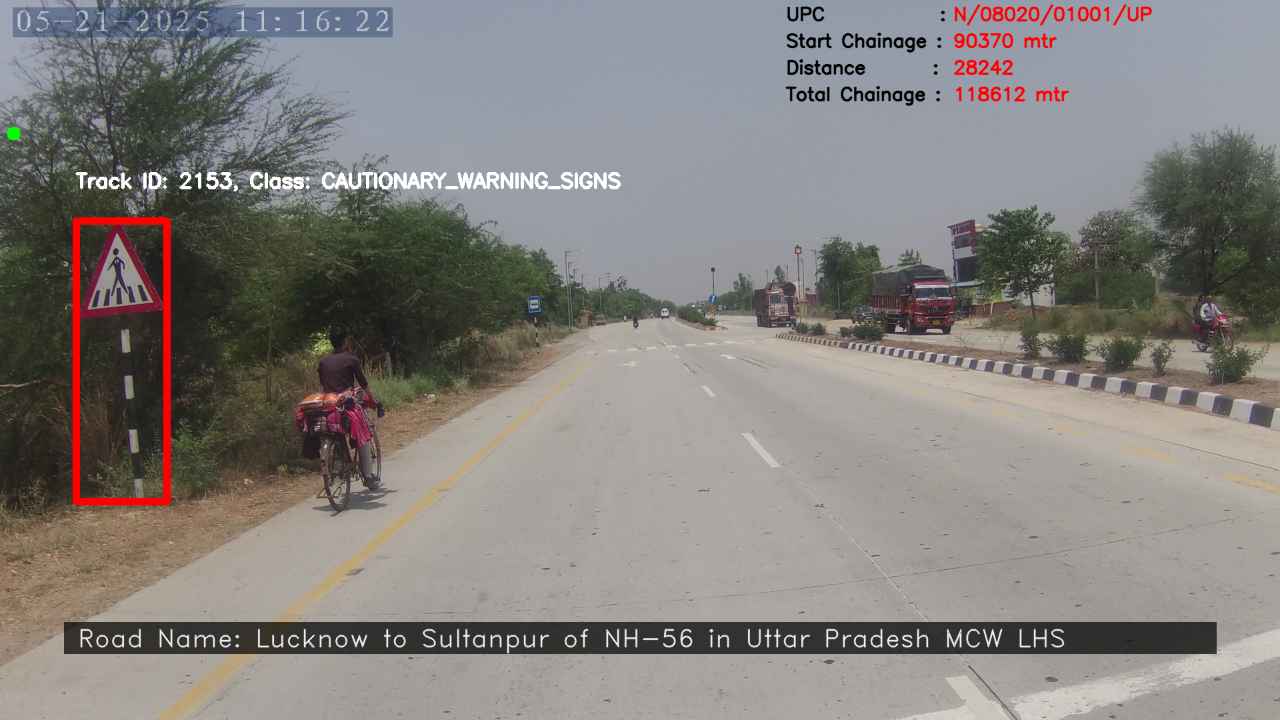 05-21-2025 11:16:22
UPC : N/08020/01001/UP
Start Chainage : 90370 mtr
Distance : 28242
Total Chainage : 118612 mtr
Track ID: 2153, Class: CAUTIONARY_WARNING_SIGNS
Road Name: Lucknow to Sultanpur of NH-56 in Uttar Pradesh MCW LHS